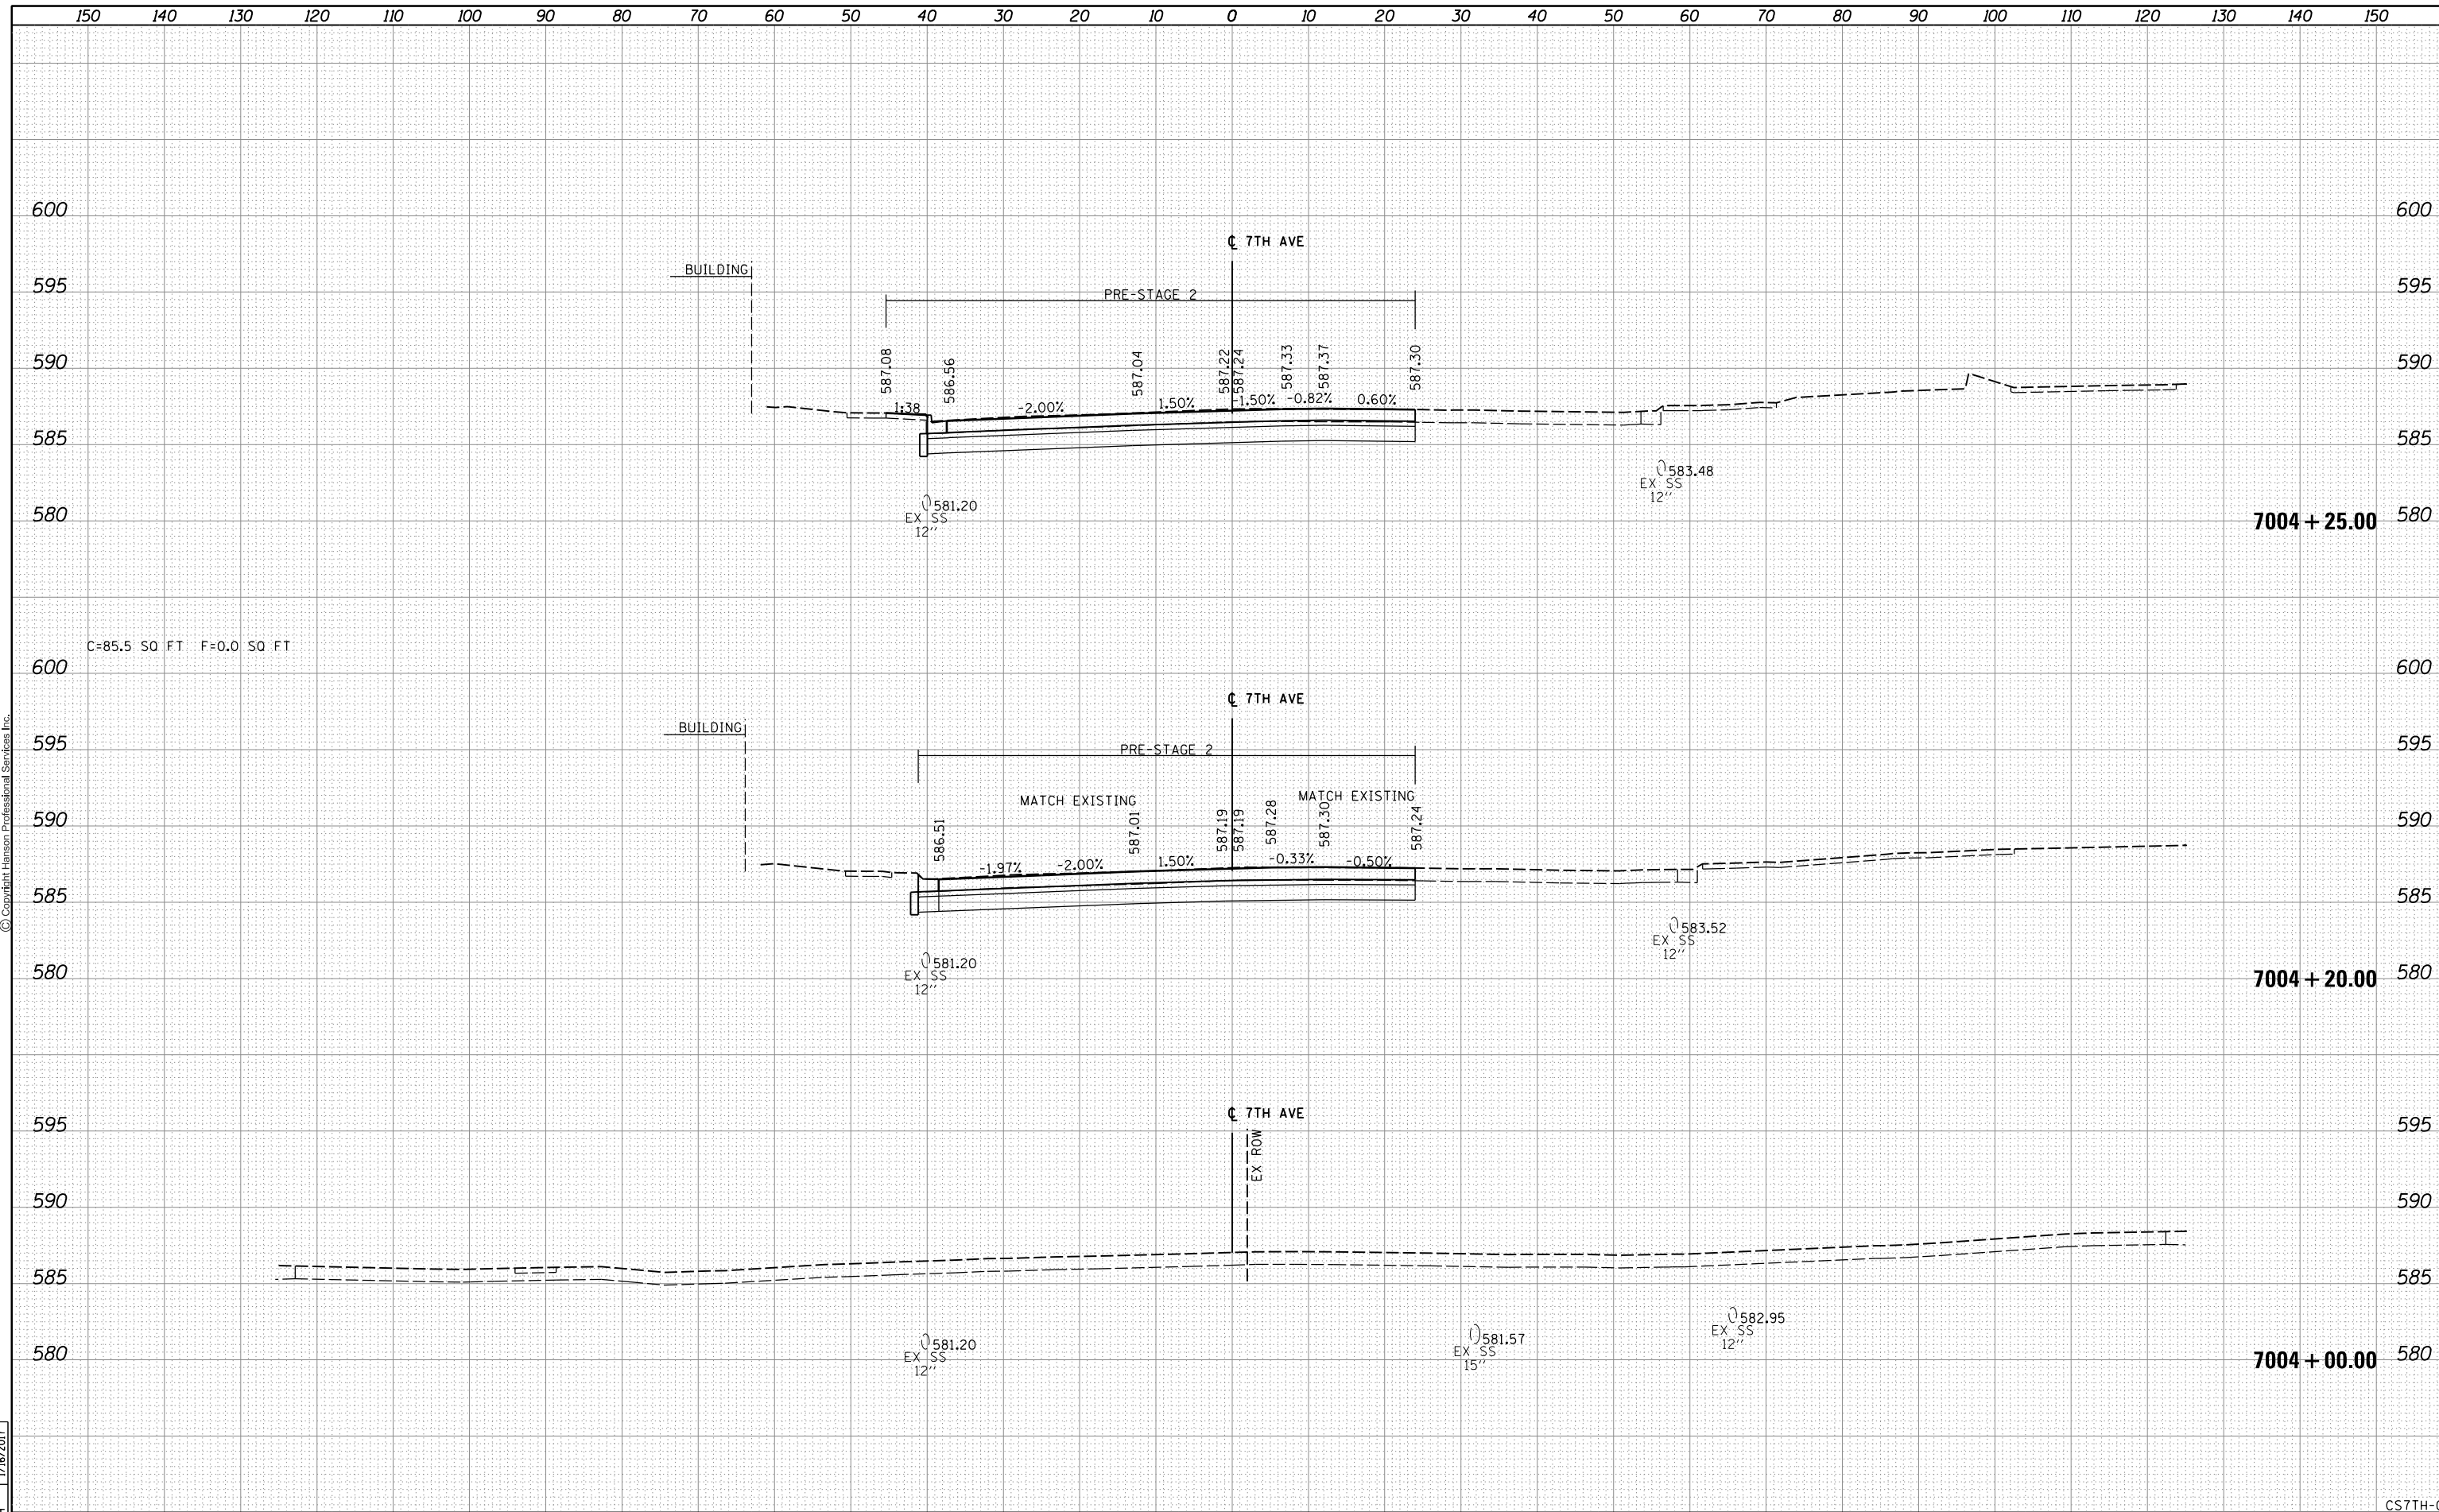 150 140 130 120 110 100 90 80 70 60 50 40 30 20 10 0 10 20 30 40 50 60 70 80 90 100 110 120 130 140 150
600 600
℄ 7TH AVE
BUILDING
595 595
PRE-STAGE 2
590 590
587.08 586.56 587.04 587.22 587.24 587.33 587.37 587.30
1:38 -2.00% 1.50% -1.50% -0.82% 0.60%
585 585
583.48
EX SS
12''
581.20
EX SS
12''
580 7004+25.00 580
C=85.5 SQ FT F=0.0 SQ FT
600 600
℄ 7TH AVE
BUILDING
595 595
PRE-STAGE 2
MATCH EXISTING MATCH EXISTING
590 590
586.51 587.01 587.19 587.19 587.28 587.30 587.24
-1.97% -2.00% 1.50% -0.33% -0.50%
585 585
583.52
EX SS
12''
581.20
EX SS
12''
580 7004+20.00 580
℄ 7TH AVE
595 595
EX ROW
590 590
585 585
582.95
EX SS
12''
581.57
EX SS
15''
581.20
EX SS
12''
580 7004+00.00 580
© Copyright Hanson Professional Services Inc.
CS7TH-